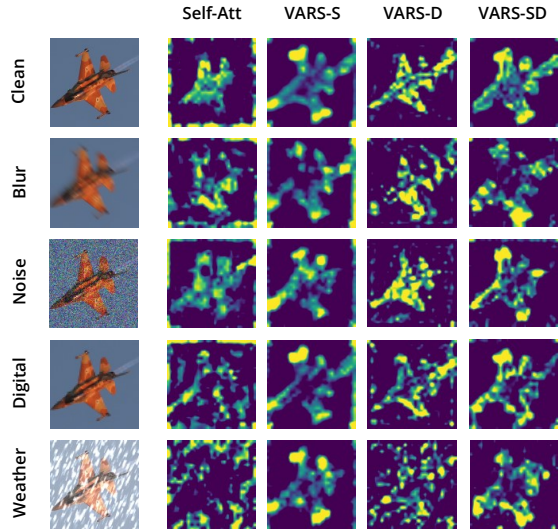 Self-Att VARS-S VARS-D VARS-SD
Clean
Blur
Noise
Digital
Weather